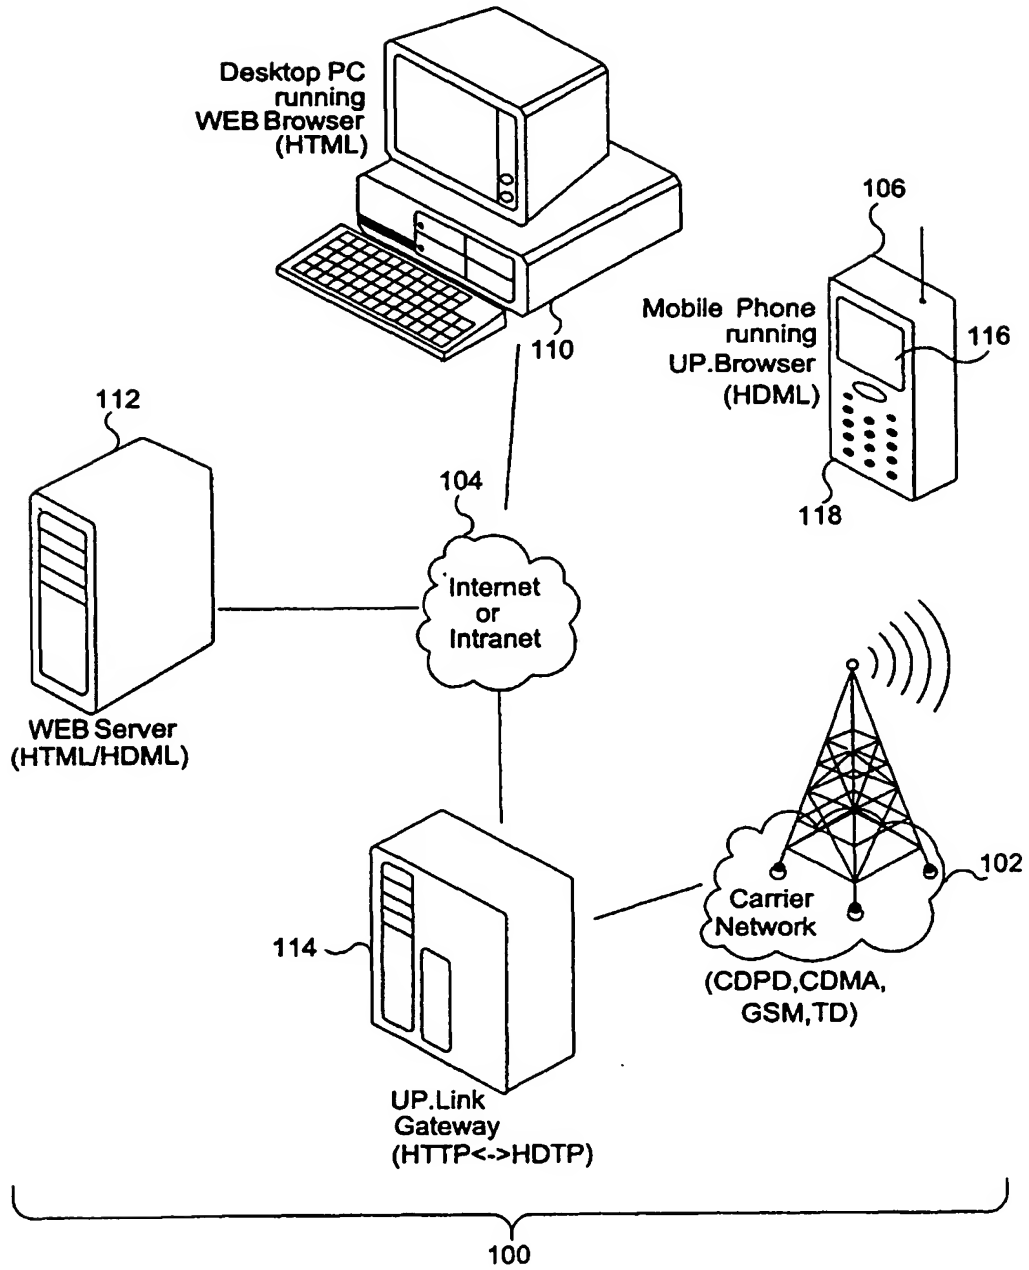 Desktop PC
running
WEB Browser
(HTML)
110
106
Mobile Phone
running
UP.Browser
(HDML)
116
118
112
WEB Server
(HTML/HDML)
104
Internet
or
Intranet
102
Carrier
Network
(CDPD,CDMA,
GSM,TD)
114
UP.Link
Gateway
(HTTP<->HDTP)
100